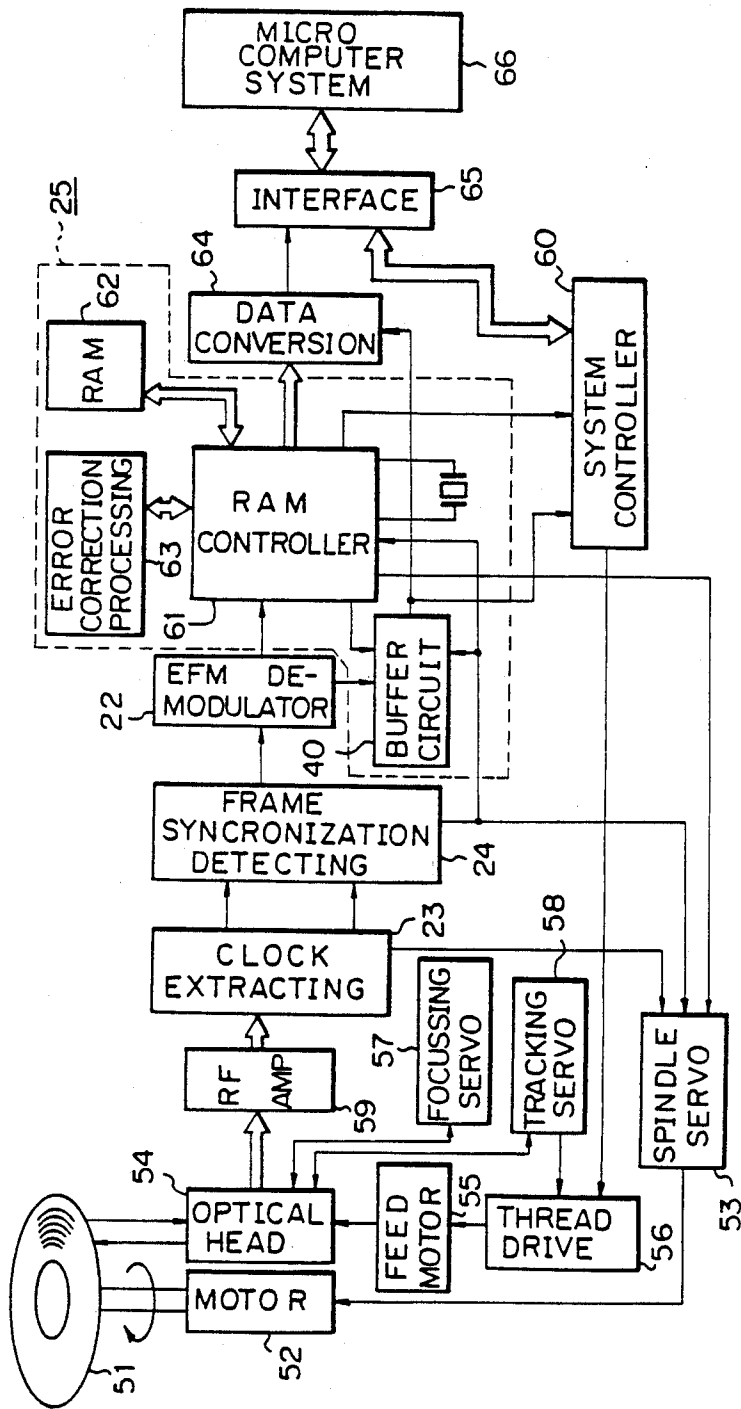 51
52
MOTOR
54
OPTICAL
HEAD
FEED
MOTOR
55
THREAD
DRIVE
56
RF
AMP
59
57
FOCUSSING
SERVO
TRACKING
SERVO
58
SPINDLE
SERVO
53
CLOCK
EXTRACTING
23
FRAME
SYNCRONIZATION
DETECTING
24
22
EFM DE-
MODULATOR
40
BUFFER
CIRCUIT
25
ERROR
CORRECTION
PROCESSING
63
RAM
62
61
RAM
CONTROLLER
64
DATA
CONVERSION
INTERFACE
65
MICRO
COMPUTER
SYSTEM
66
60
SYSTEM
CONTROLLER